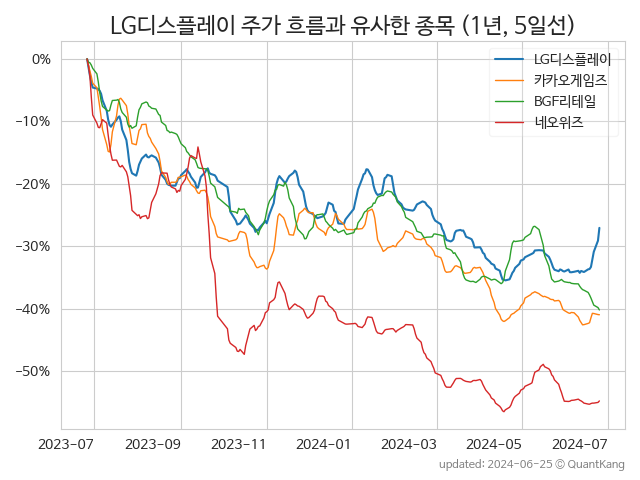 LG디스플레이 주가 흐름과 유사한 종목 (1년, 5일선)
LG디스플레이
카카오게임즈
BGF리테일
네오위즈
0%
−10%
−20%
−30%
−40%
−50%
2023-07
2023-09
2023-11
2024-01
2024-03
2024-05
2024-07
updated: 2024-06-25 ⓒ QuantKang